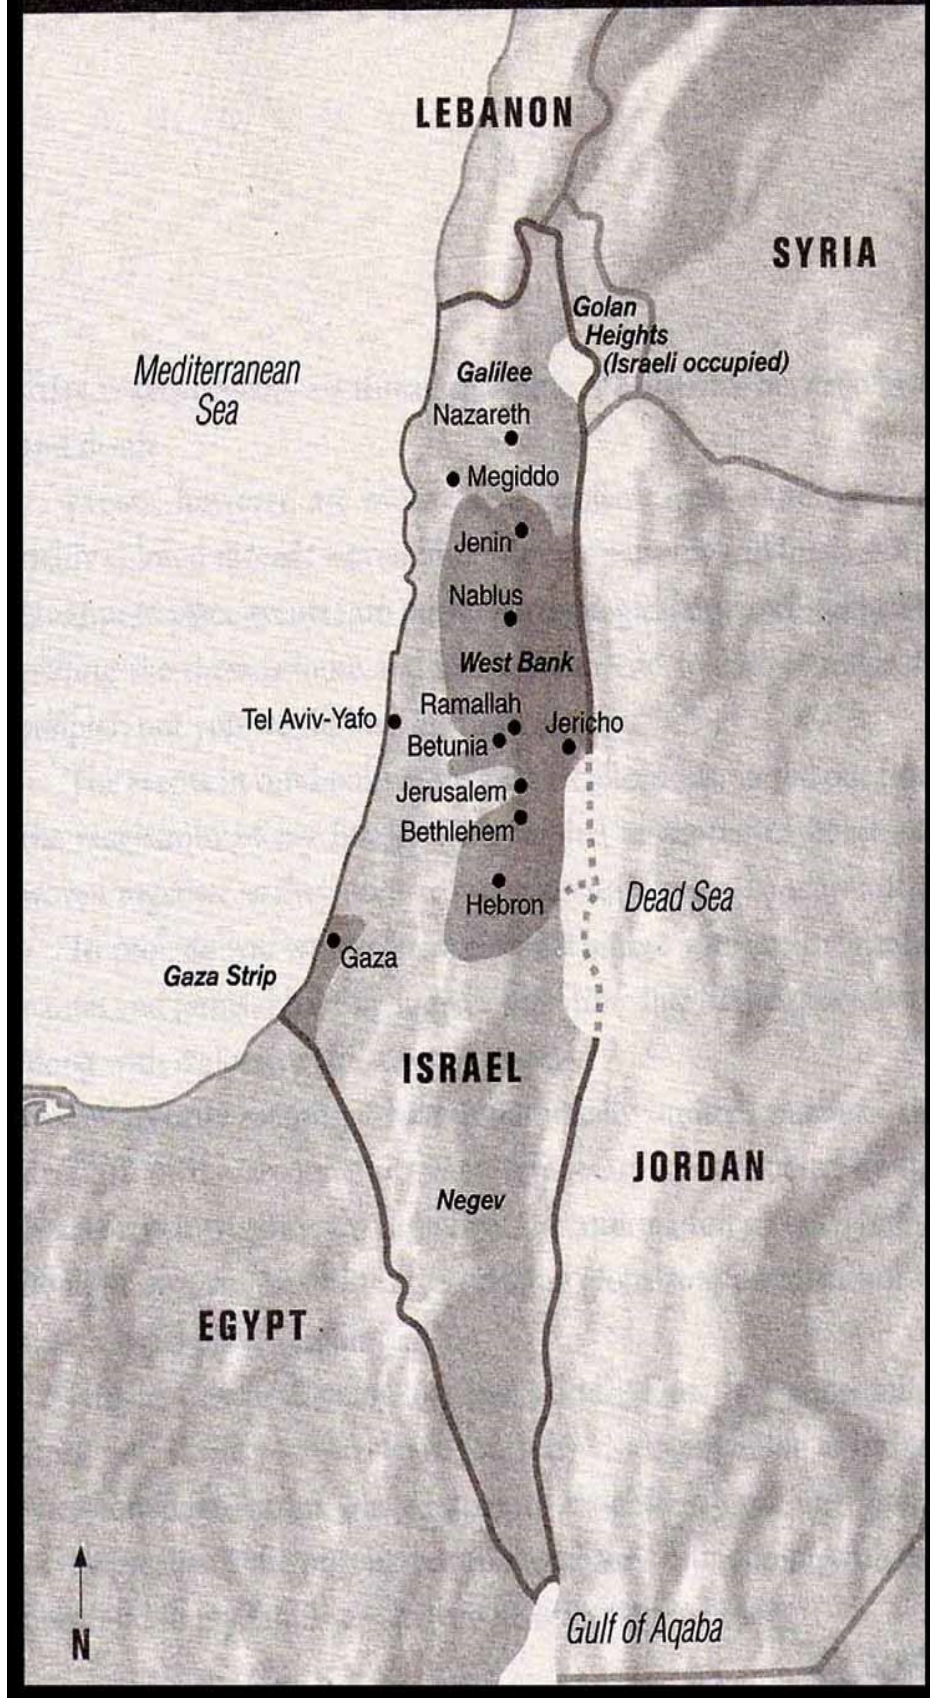 LEBANON
SYRIA
Golan
Heights
(Israeli occupied)
Mediterranean
Sea
Galilee
Nazareth
Megiddo
Jenin
Nablus
West Bank
Ramallah
Tel Aviv-Yafo
Jericho
Betunia
Jerusalem
Bethlehem
Hebron
Dead Sea
Gaza
Gaza Strip
ISRAEL
JORDAN
Negev
EGYPT
N
Gulf of Aqaba